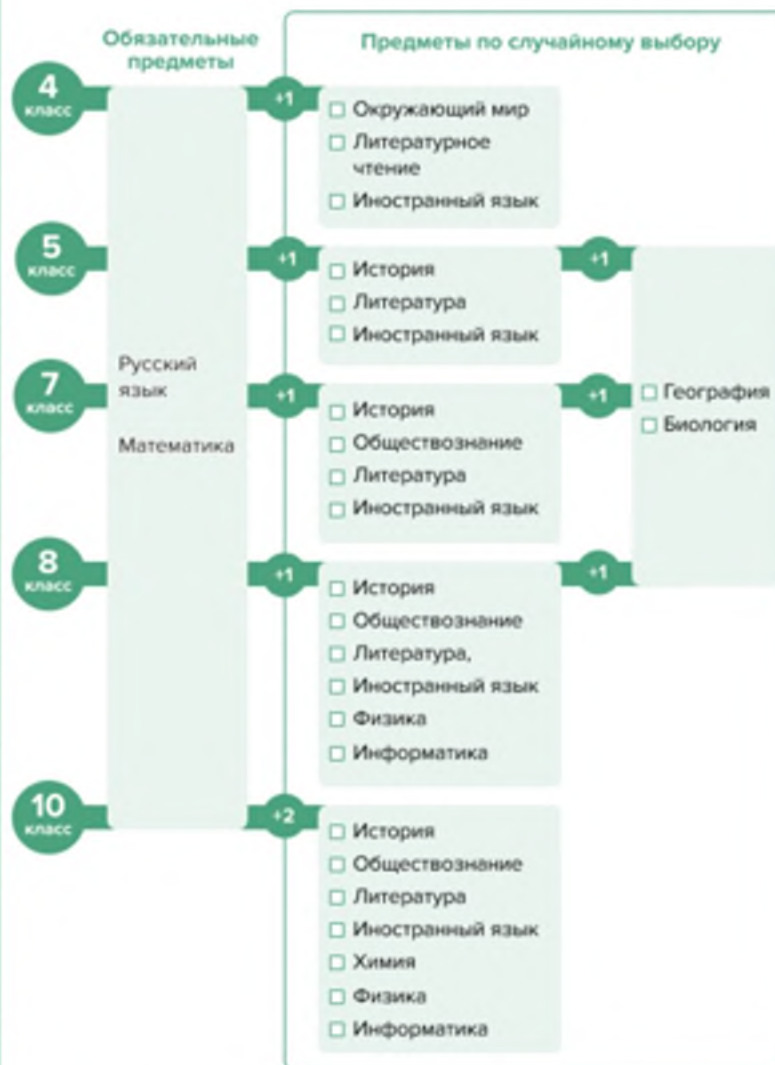 Обязательные
предметы
Предметы по случайному выбору
4
класс
+1
Окружающий мир
Литературное
чтение
Иностранный язык
5
класс
+1
История
Литература
Иностранный язык
+1
Русский
язык
Математика
7
класс
+1
История
Обществознание
Литература
Иностранный язык
+1
География
Биология
8
класс
+1
История
Обществознание
Литература,
Иностранный язык
Физика
Информатика
+1
10
класс
+2
История
Обществознание
Литература
Иностранный язык
Химия
Физика
Информатика